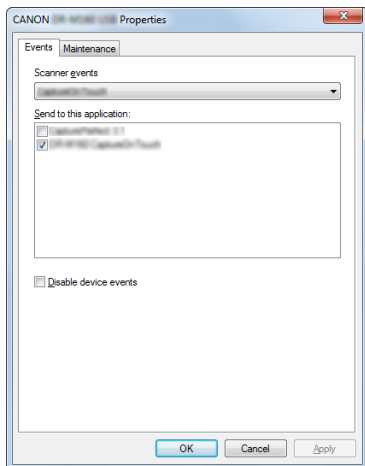 CANON Properties
Events Maintenance
Scanner events
Send to this application:
Disable device events
OK Cancel Apply